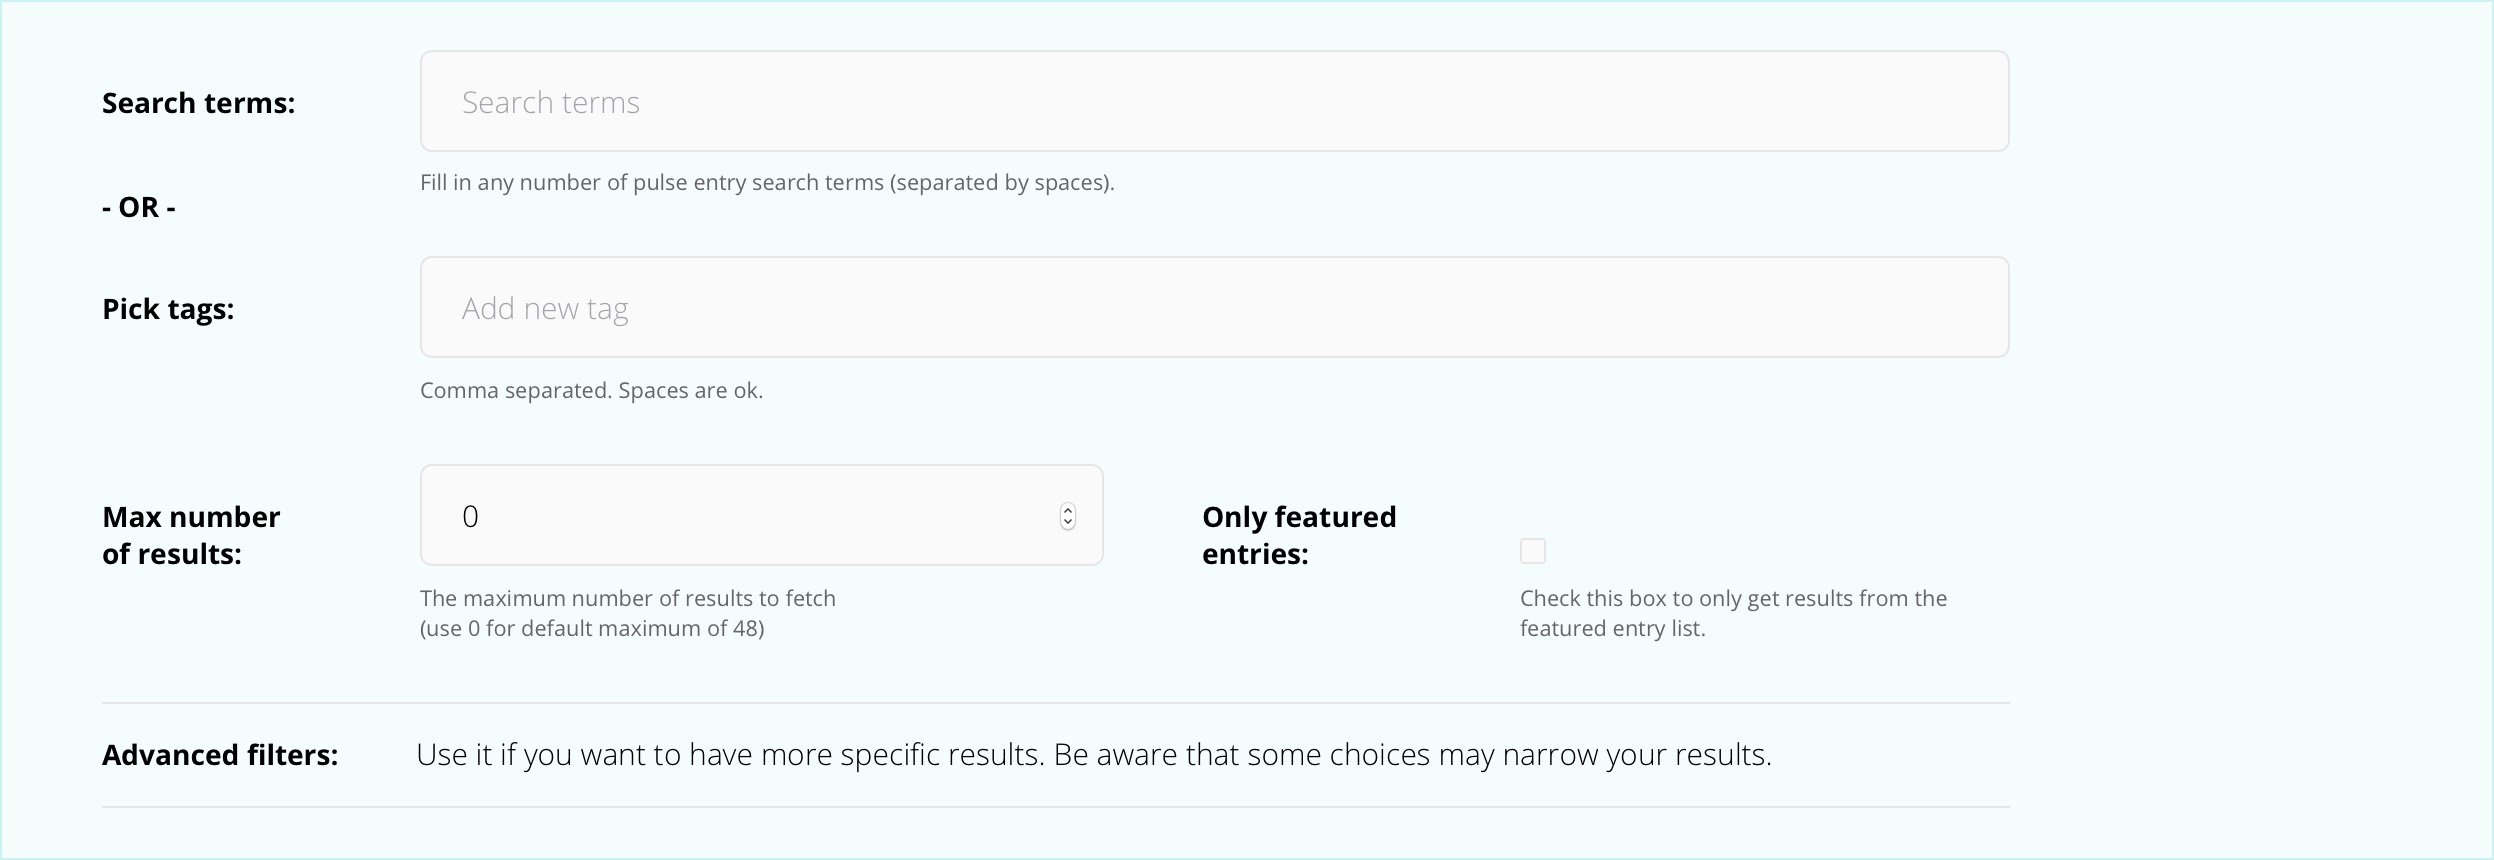 Search terms:
Search terms
Fill in any number of pulse entry search terms (separated by spaces).
- OR -
Pick tags:
Add new tag
Comma separated. Spaces are ok.
Max number
of results:
0
The maximum number of results to fetch
(use 0 for default maximum of 48)
Only featured
entries:
Check this box to only get results from the
featured entry list.
Advanced filters:
Use it if you want to have more specific results. Be aware that some choices may narrow your results.